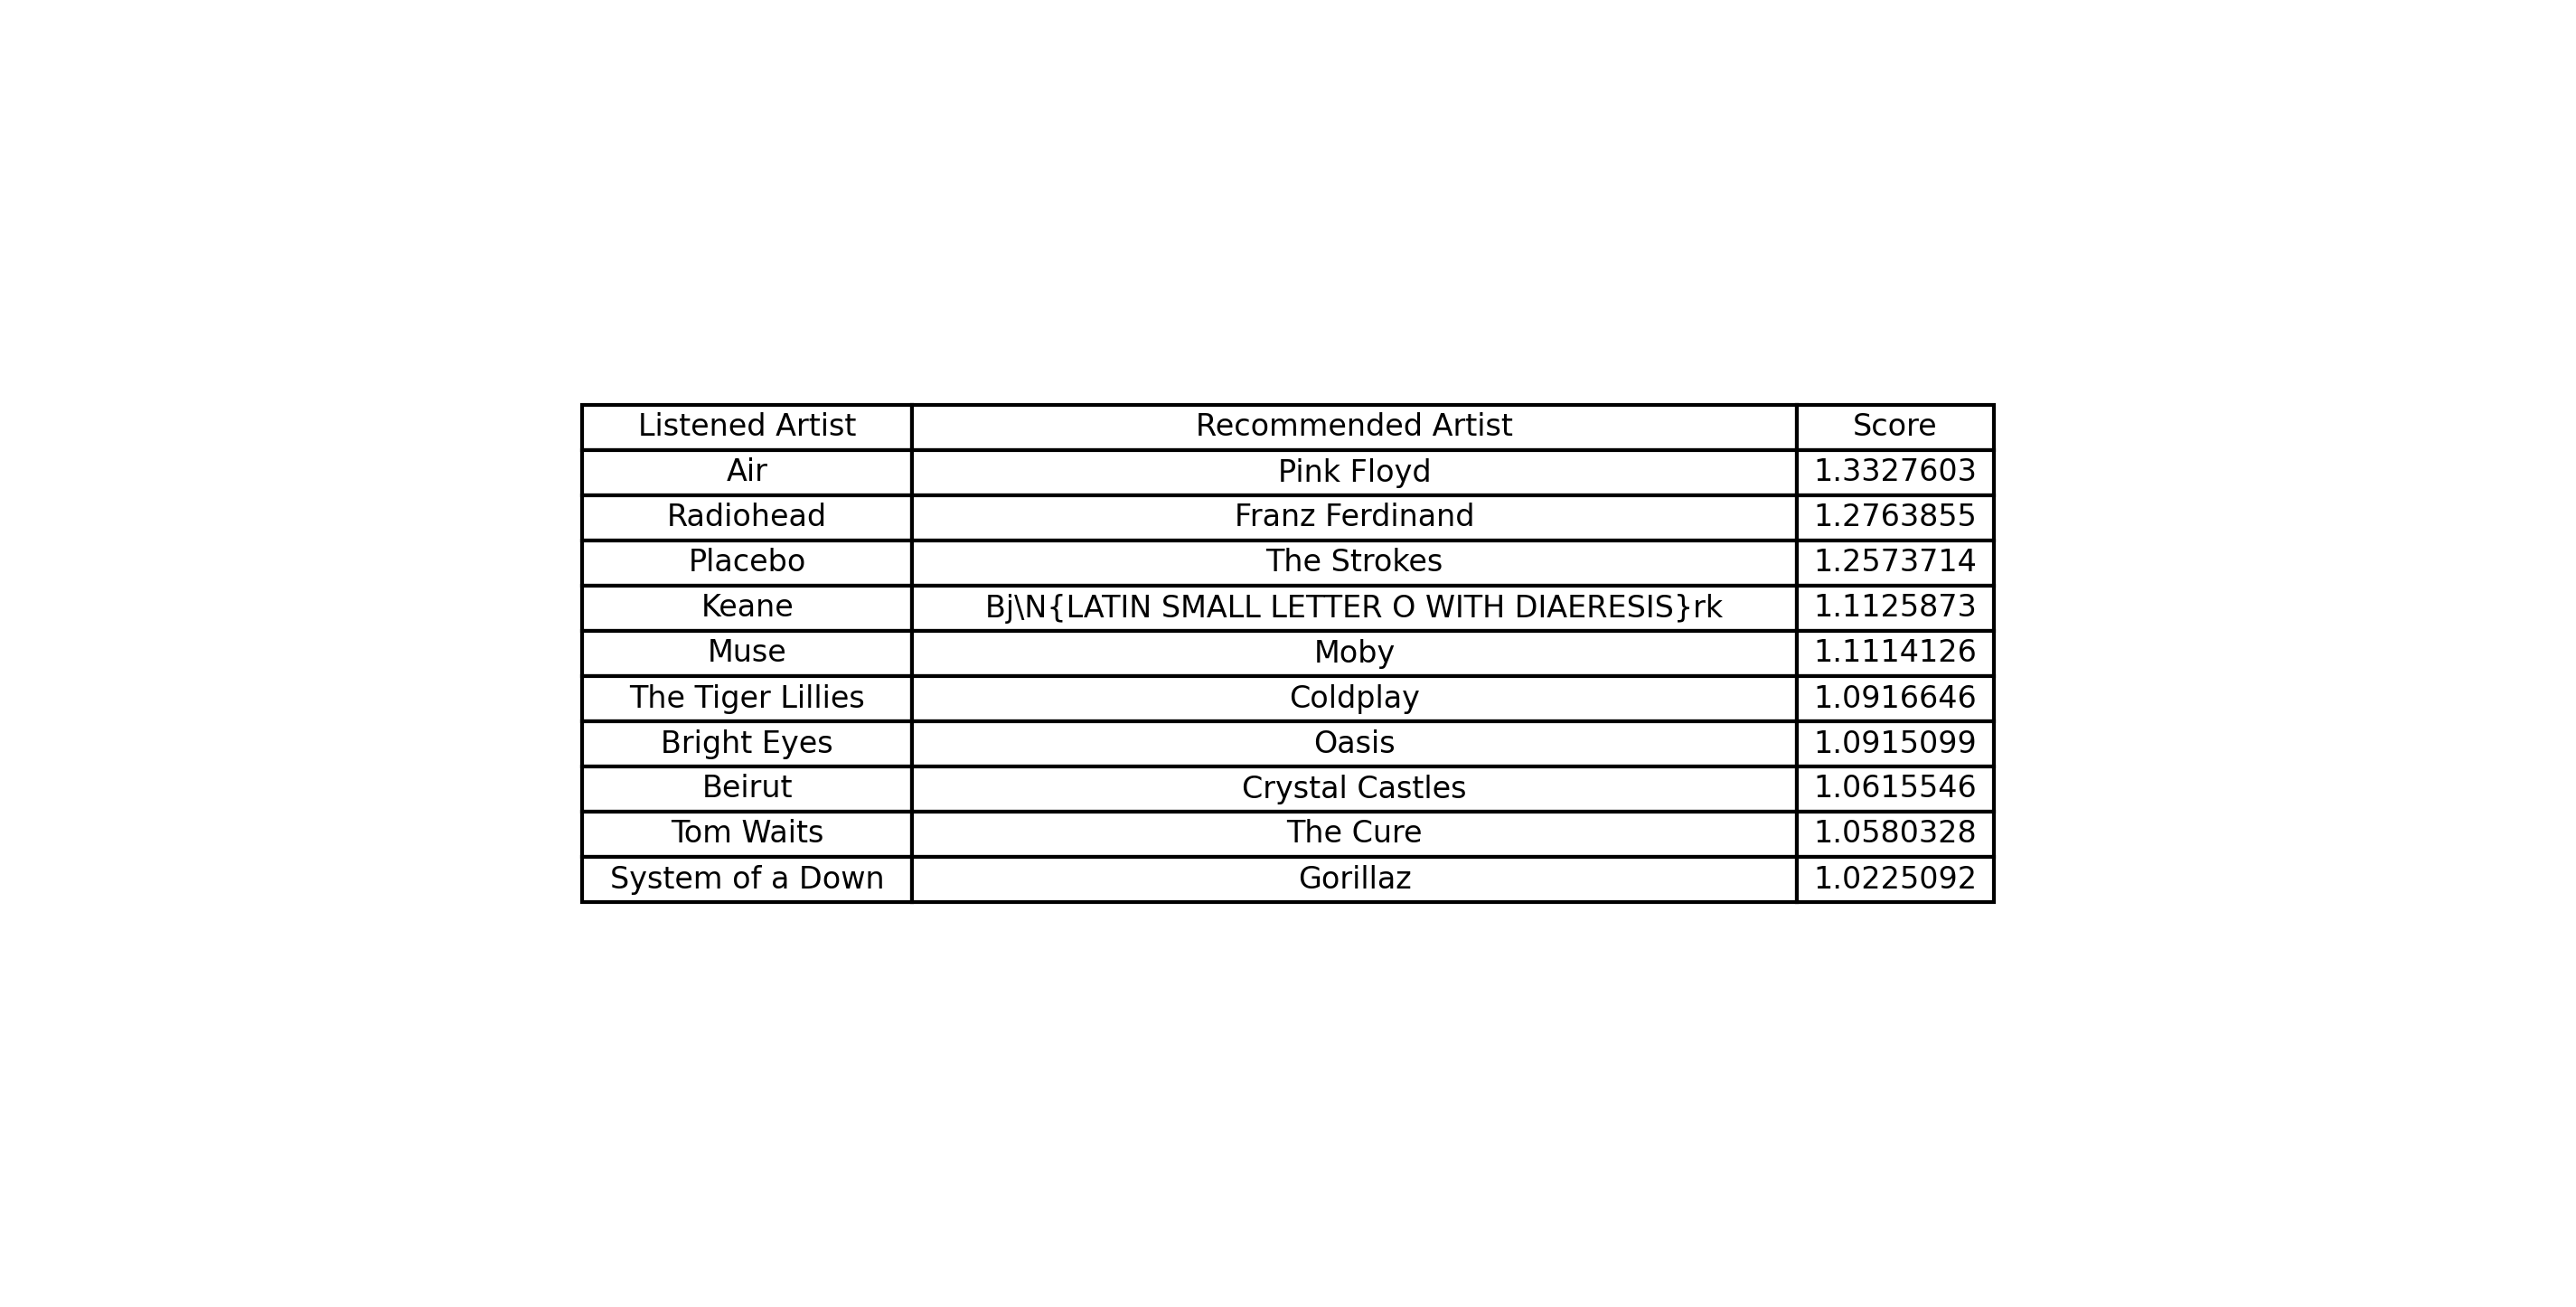 Listened Artist Recommended Artist Score
Air Pink Floyd 1.3327603
Radiohead Franz Ferdinand 1.2763855
Placebo The Strokes 1.2573714
Keane Bj\N{LATIN SMALL LETTER O WITH DIAERESIS}rk 1.1125873
Muse Moby 1.1114126
The Tiger Lillies Coldplay 1.0916646
Bright Eyes Oasis 1.0915099
Beirut Crystal Castles 1.0615546
Tom Waits The Cure 1.0580328
System of a Down Gorillaz 1.0225092